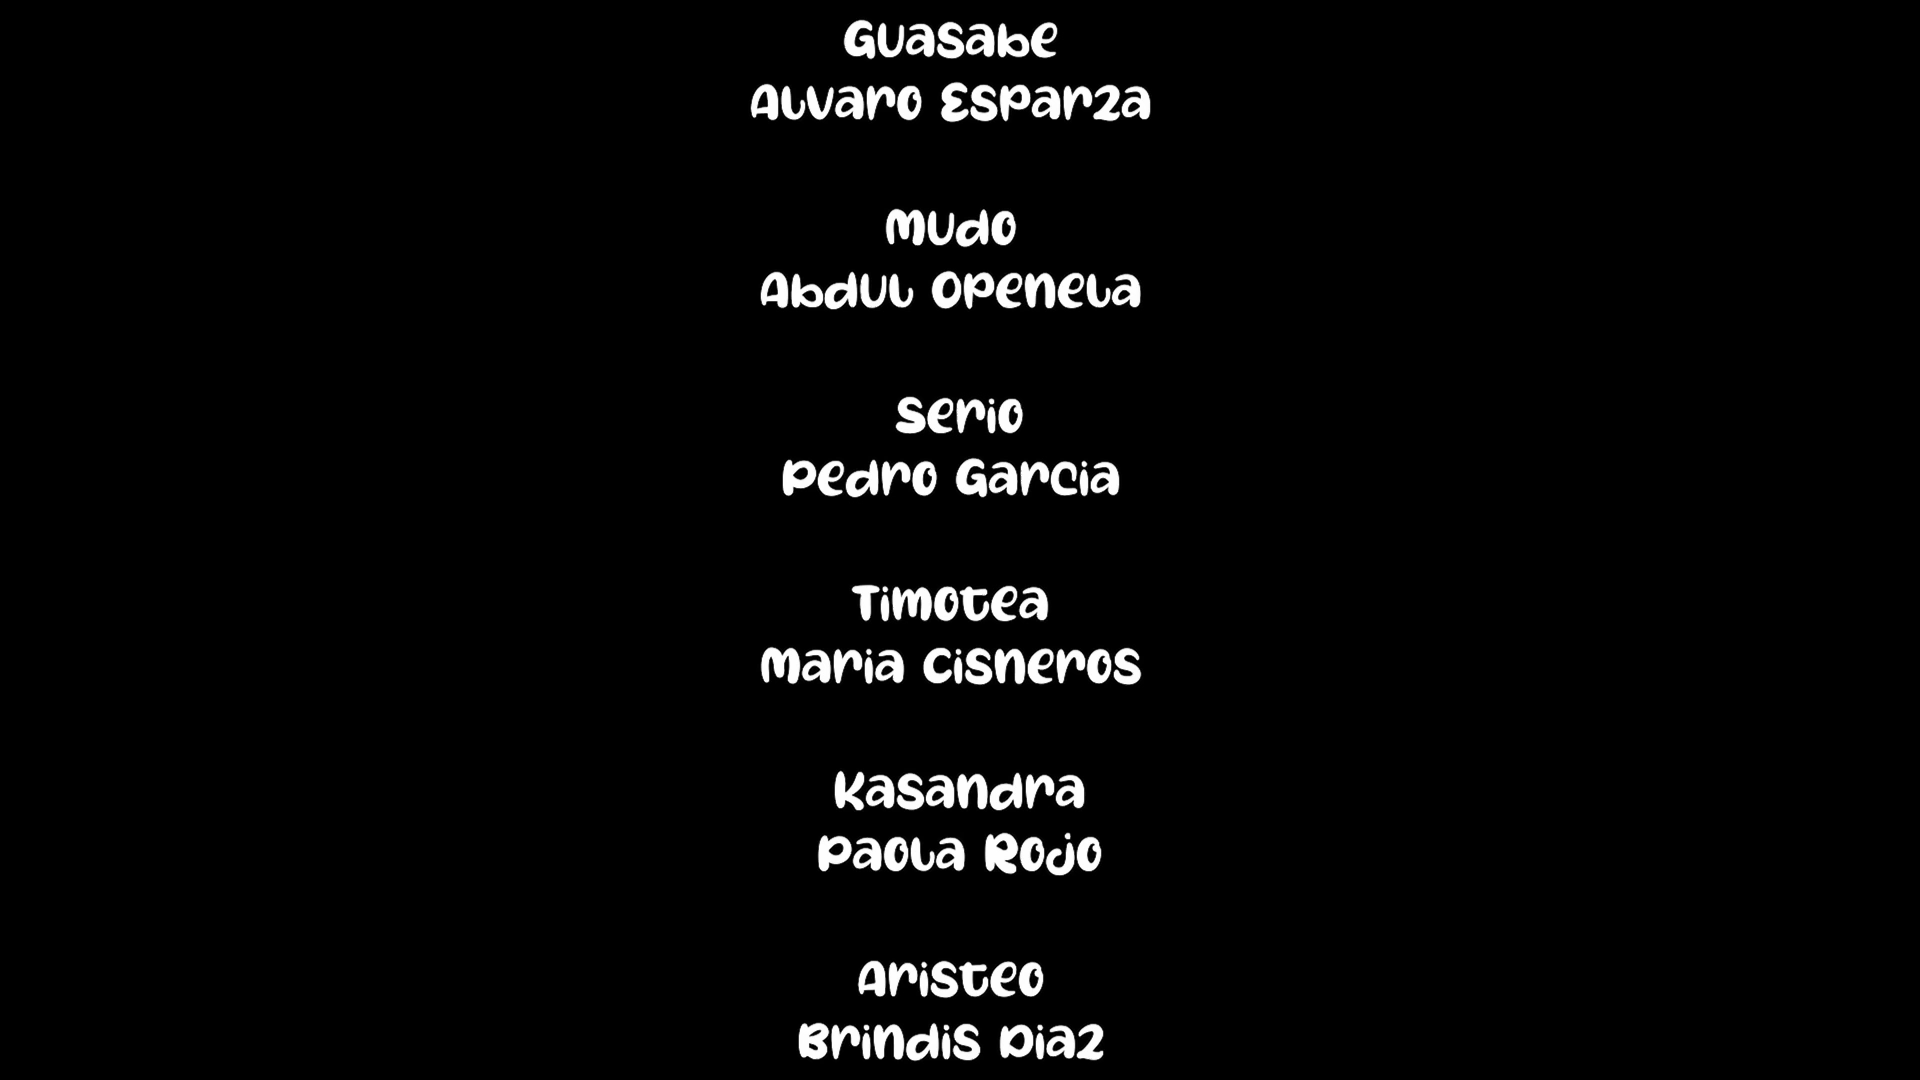 Guasabe
Alvaro Esparza
Mudo
Abdul Openela
Serio
Pedro Garcia
Timotea
Maria Cisneros
Kasandra
Paola Rojo
Aristeo
Brindis Diaz